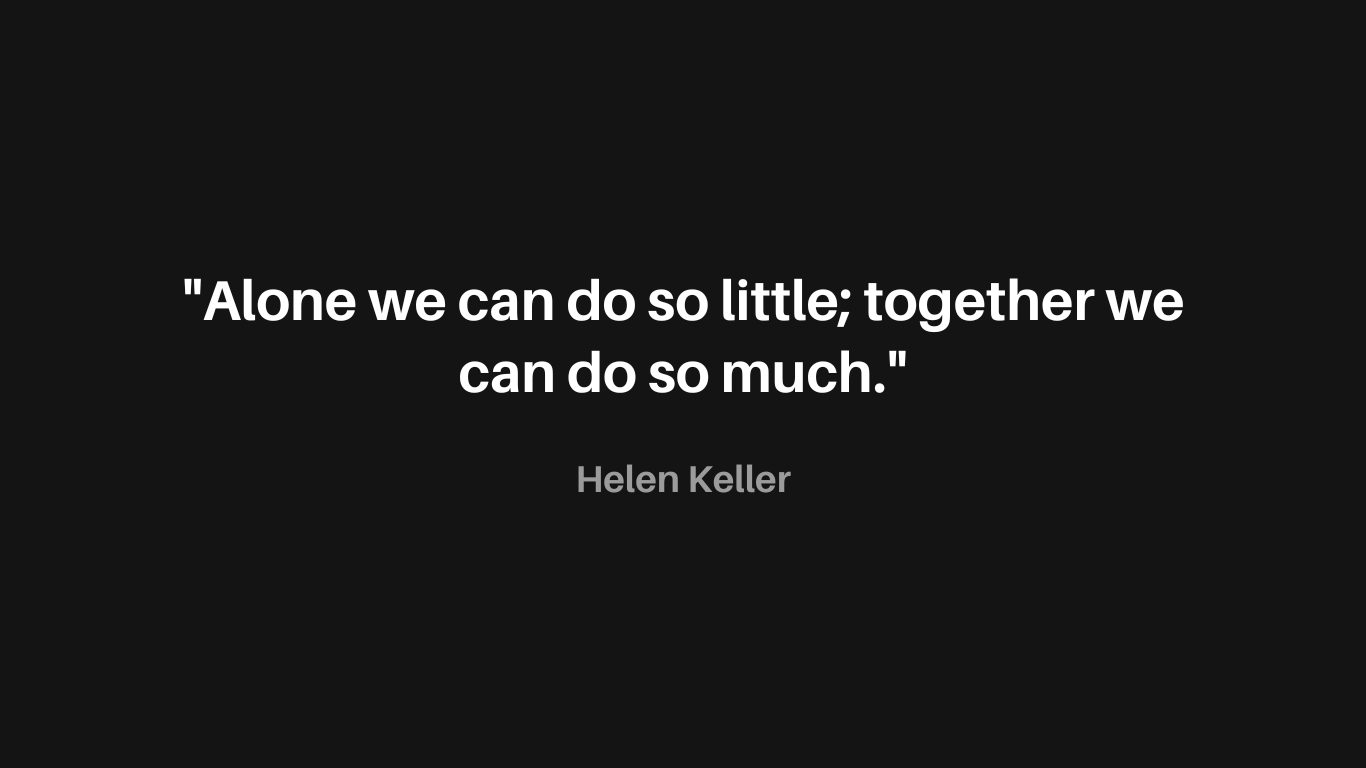 "Alone we can do so little; together we
can do so much."
Helen Keller